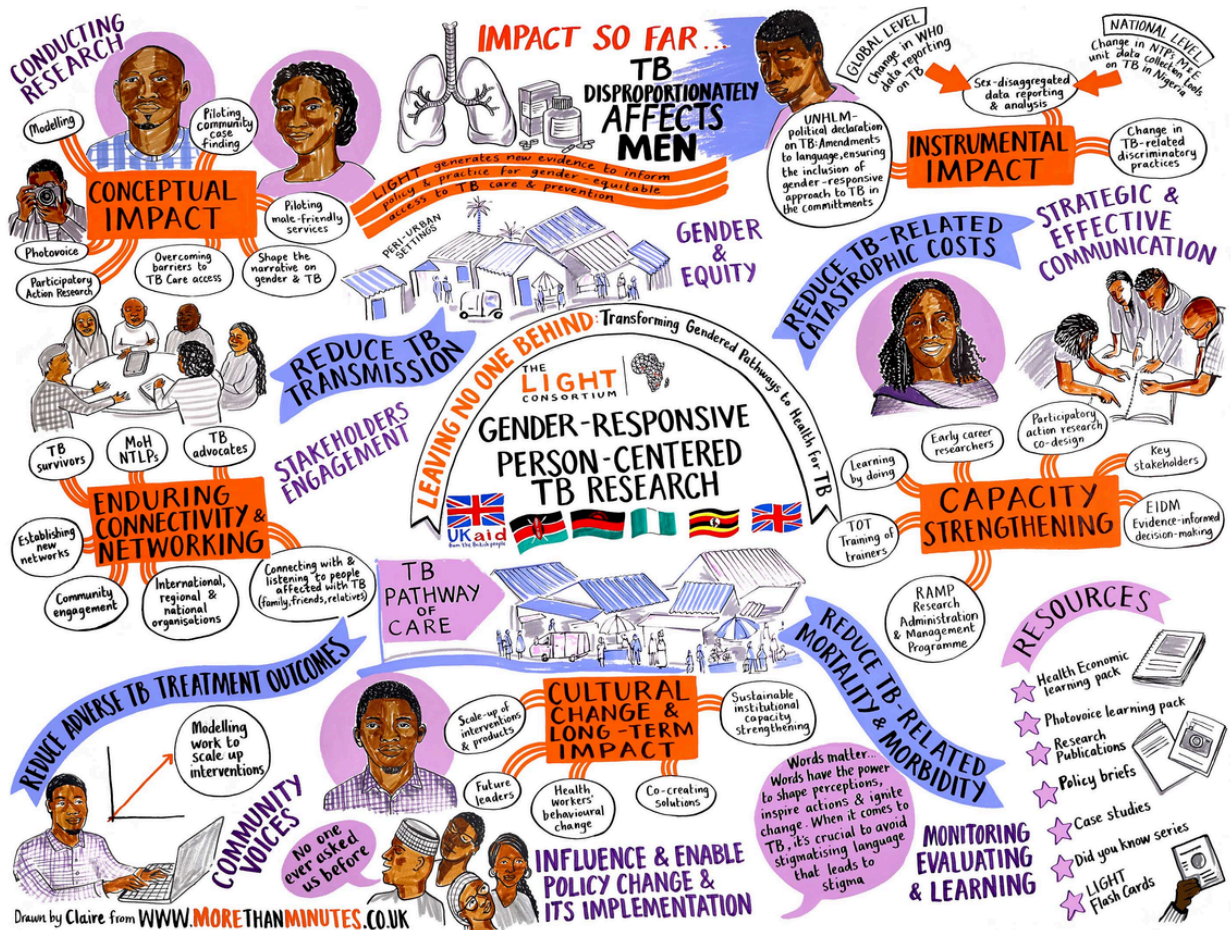 CONDUCTING
RESEARCH
Modelling
Piloting
community
case
finding
CONCEPTUAL
IMPACT
Piloting
male-friendly
services
Photovoice
Participatory
Action Research
Overcoming
barriers to
TB Care access
Shape the
narrative on
gender & TB
IMPACT SO FAR...
TB
DISPROPORTIONATELY
AFFECTS
MEN
LIGHT generates new evidence to inform
policy & practice for gender-equitable
access to TB care & prevention
PERI-URBAN
SETTINGS
GENDER
&
EQUITY
GLOBAL LEVEL
Change in WHO
data reporting
on TB
NATIONAL LEVEL
Change in NTP's M&E
unit data collection tools
on TB in Nigeria
Sex-disaggregated
data reporting
& analysis
UNHLM-
political declaration
on TB: Amendments
to language, ensuring
the inclusion of
gender-responsive
approach to TB in
the commitments
INSTRUMENTAL
IMPACT
Change in
TB-related
discriminatory
practices
REDUCE TB-RELATED
CATASTROPHIC COSTS
STRATEGIC &
EFFECTIVE
COMMUNICATION
REDUCE TB
TRANSMISSION
STAKEHOLDERS
ENGAGEMENT
LEAVING NO ONE BEHIND: Transforming Gendered Pathways to Health for TB
THE
LIGHT
CONSORTIUM
GENDER-RESPONSIVE
PERSON-CENTERED
TB RESEARCH
UKaid
from the British people
TB
survivors
MoH
NTLPs
TB
advocates
ENDURING
CONNECTIVITY &
NETWORKING
Establishing
new
networks
Community
engagement
International,
regional &
national
organisations
Connecting with &
listening to people
affected with TB
(family, friends, relatives)
Learning
by doing
Early career
researchers
Participatory
action research
co-design
Key
stakeholders
CAPACITY
STRENGTHENING
TOT
Training of
trainers
EIDM
Evidence-informed
decision-making
RAMP
Research
Administration
& Management
Programme
TB
PATHWAY
OF
CARE
REDUCE ADVERSE TB TREATMENT OUTCOMES
Modelling
work to
scale up
interventions
COMMUNITY
VOICES
No one
ever asked
us before
Scale-up of
interventions
& products
CULTURAL
CHANGE &
LONG-TERM
IMPACT
Sustainable
institutional
capacity
strengthening
Future
leaders
Health
workers'
behavioural
change
Co-creating
solutions
INFLUENCE & ENABLE
POLICY CHANGE &
ITS IMPLEMENTATION
REDUCE TB-RELATED
MORTALITY & MORBIDITY
Words matter...
Words have the power
to shape perceptions,
inspire actions & ignite
change. When it comes to
TB, it's crucial to avoid
stigmatising language
that leads to
stigma
MONITORING
EVALUATING
& LEARNING
RESOURCES
Health Economic
learning pack
Photovoice learning pack
Research
Publications
Policy briefs
Case studies
Did you know series
LIGHT
Flash Cards
Drawn by Claire from WWW.MORETHANMINUTES.CO.UK